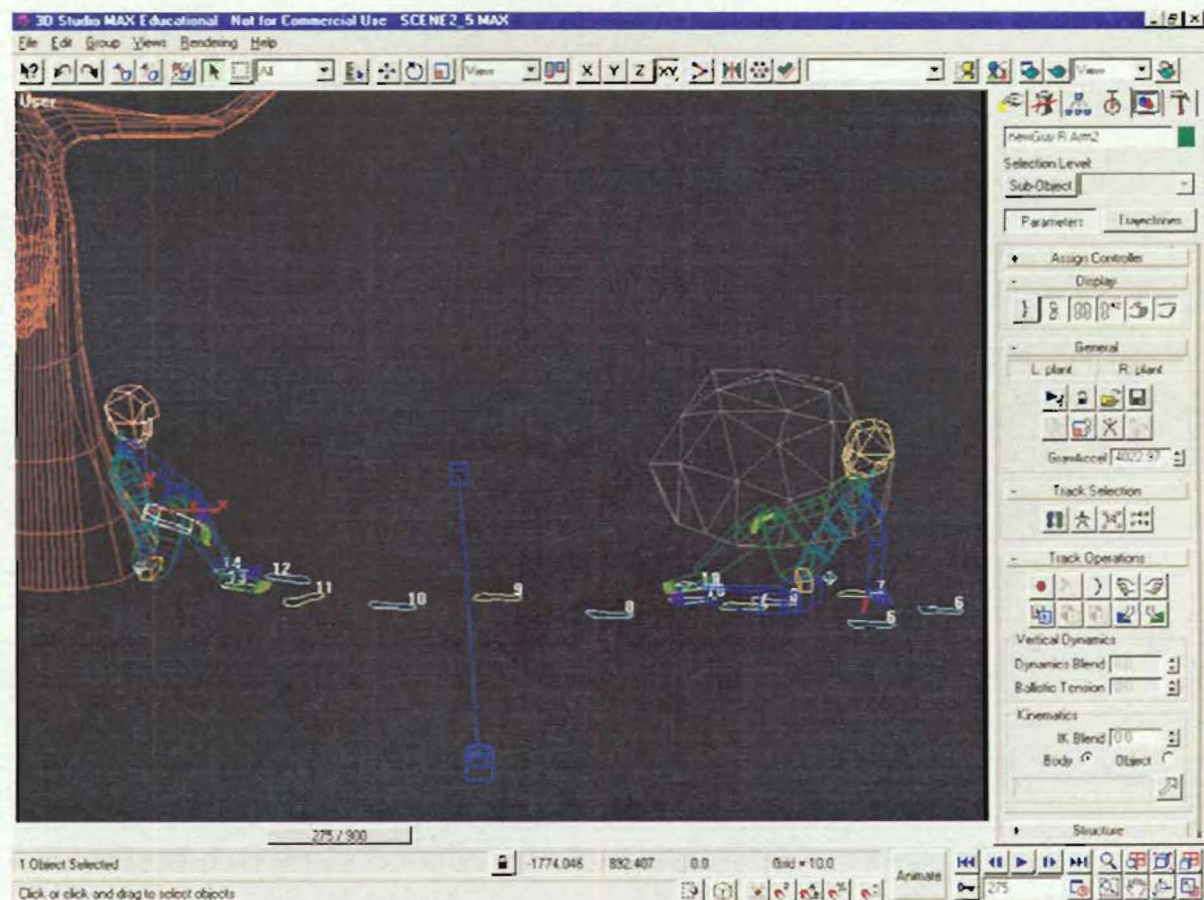 3D Studio MAX Educational Not for Commercial Use SCENE2_5.MAX
File Edit Group Views Rendering Help
All
View
X Y Z XY
View
User
newGuy R Arm2
Selection Level:
Sub-Object
Parameters Trajectories
+ Assign Controller
- Display
- General
L. plant R. plant
GravAccel 4022.97
- Track Selection
- Track Operations
Vertical Dynamics
Dynamics Blend 0.0
Ballistic Tension
Kinematics
IK Blend 0.0
Body Object
+ Structure
14 12
13 11
10
9
8
7
6
6
x
275 / 900
1 Object Selected
-1774.046 892.407 0.0 Grid = 10.0
Animate
Click or click-and-drag to select objects
275